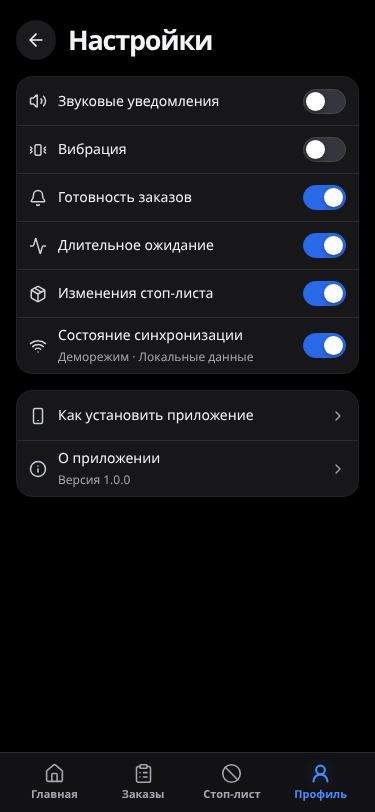 Настройки
Звуковые уведомления
Вибрация
Готовность заказов
Длительное ожидание
Изменения стоп-листа
Состояние синхронизации
Деморежим · Локальные данные
Как установить приложение
О приложении
Версия 1.0.0
Главная
Заказы
Стоп-лист
Профиль